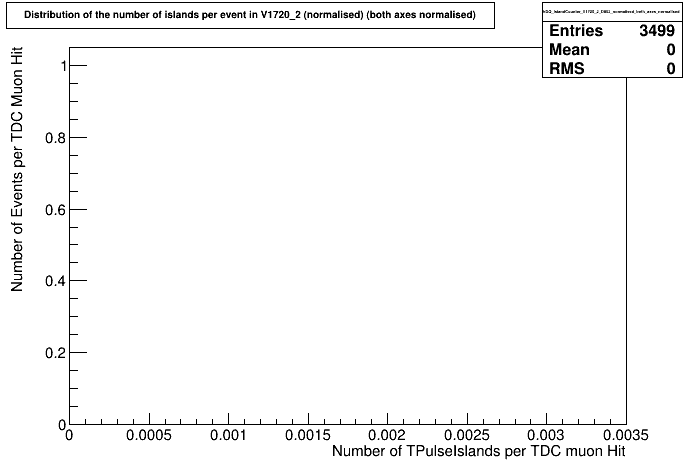 Distribution of the number of islands per event in V1720_2 (normalised) (both axes normalised)
Entries 3499
Mean 0
RMS 0
Number of Events per TDC Muon Hit
1
0.8
0.6
0.4
0.2
0
0 0.0005 0.001 0.0015 0.002 0.0025 0.003 0.0035
Number of TPulseIslands per TDC muon Hit